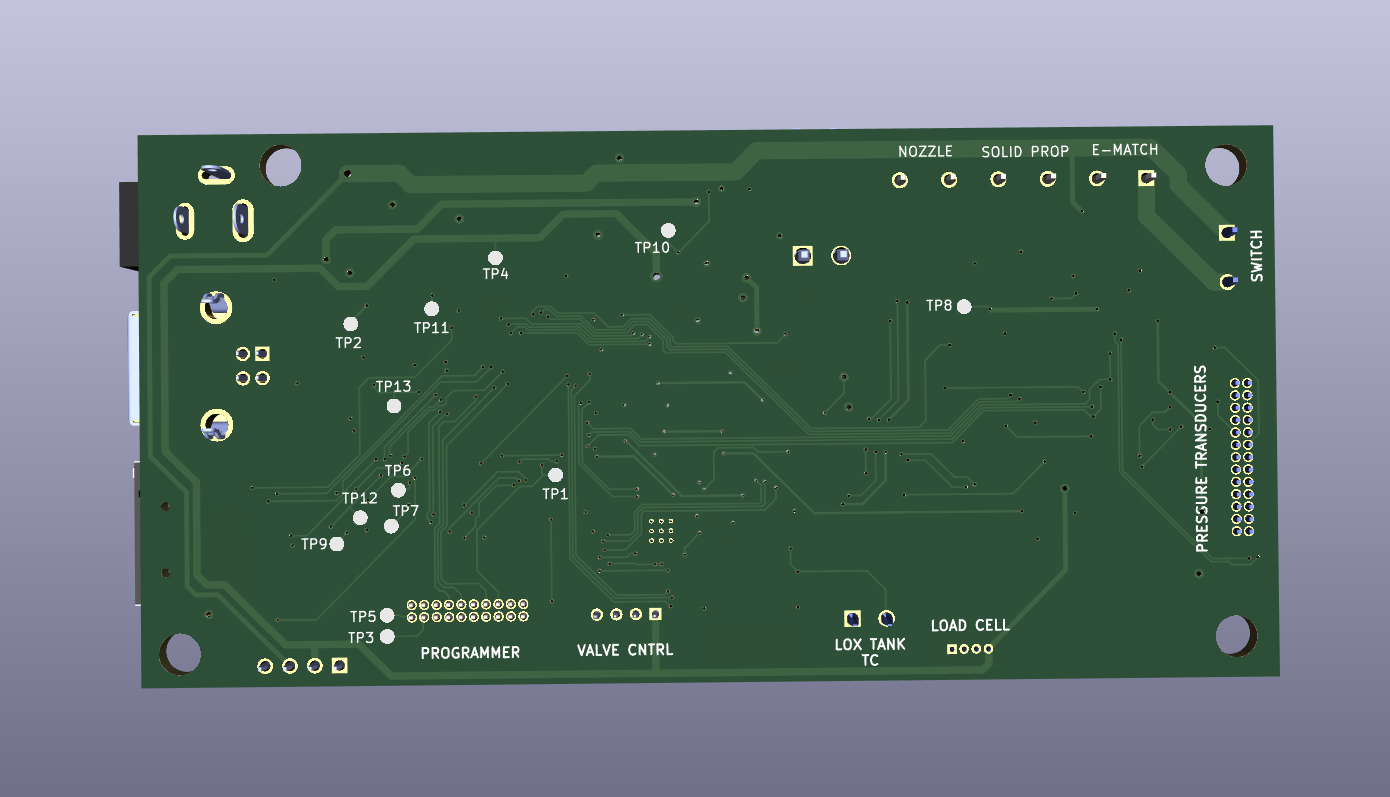 NOZZLE
SOLID PROP
E-MATCH
SWITCH
TP10
TP4
TP8
TP11
TP2
TP13
PRESSURE TRANSDUCERS
TP6
TP1
TP12
TP7
TP9
TP5
TP3
PROGRAMMER
VALVE CNTRL
LOX TANK
TC
LOAD CELL